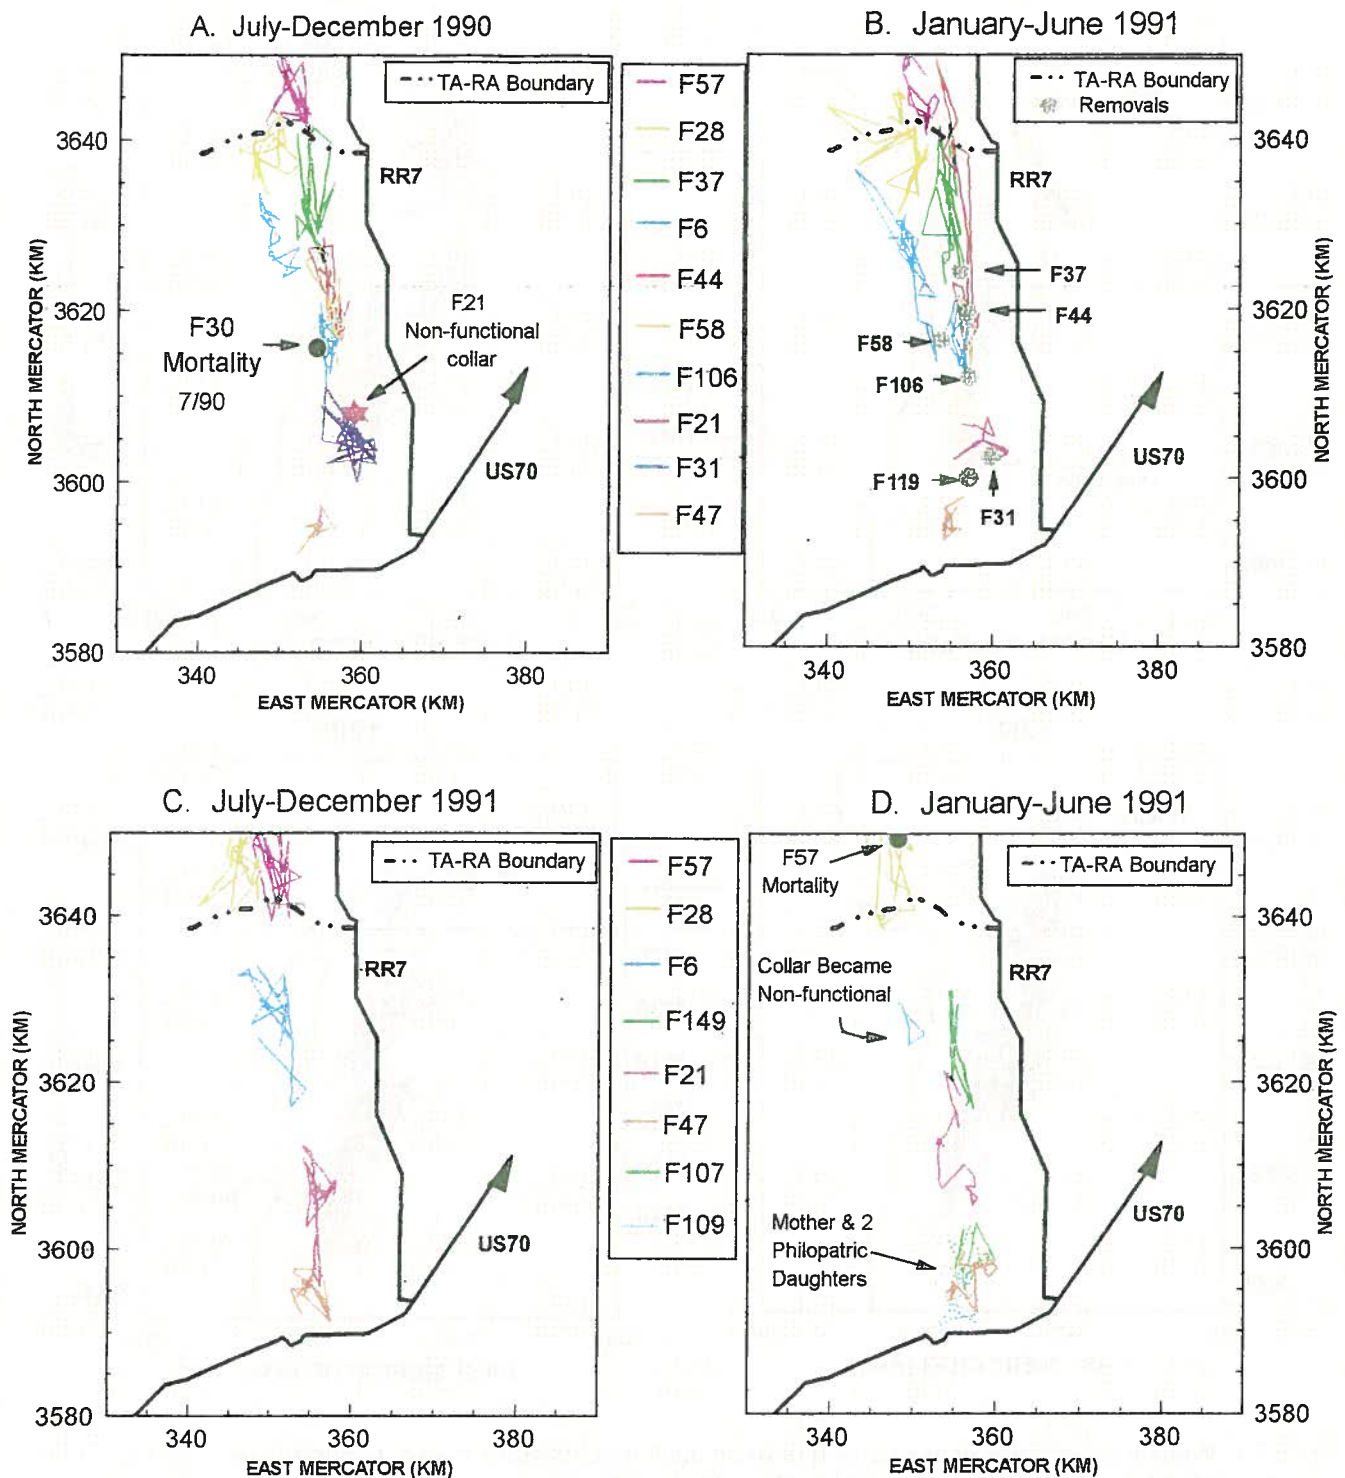 A. July-December 1990
TA-RA Boundary
3640
3620
3600
3580
NORTH MERCATOR (KM)
RR7
F30
Mortality
7/90
F21
Non-functional
collar
US70
340
360
380
EAST MERCATOR (KM)
F57
F28
F37
F6
F44
F58
F106
F21
F31
F47
B. January-June 1991
TA-RA Boundary
Removals
RR7
F37
F44
F58
F106
F119
F31
US70
3640
3620
3600
3580
NORTH MERCATOR (KM)
340
360
380
EAST MERCATOR (KM)
C. July-December 1991
TA-RA Boundary
3640
3620
3600
3580
NORTH MERCATOR (KM)
RR7
US70
340
360
380
EAST MERCATOR (KM)
F57
F28
F6
F149
F21
F47
F107
F109
D. January-June 1991
F57
Mortality
TA-RA Boundary
RR7
Collar Became
Non-functional
Mother & 2
Philopatric
Daughters
US70
3640
3620
3600
3580
NORTH MERCATOR (KM)
340
360
380
EAST MERCATOR (KM)